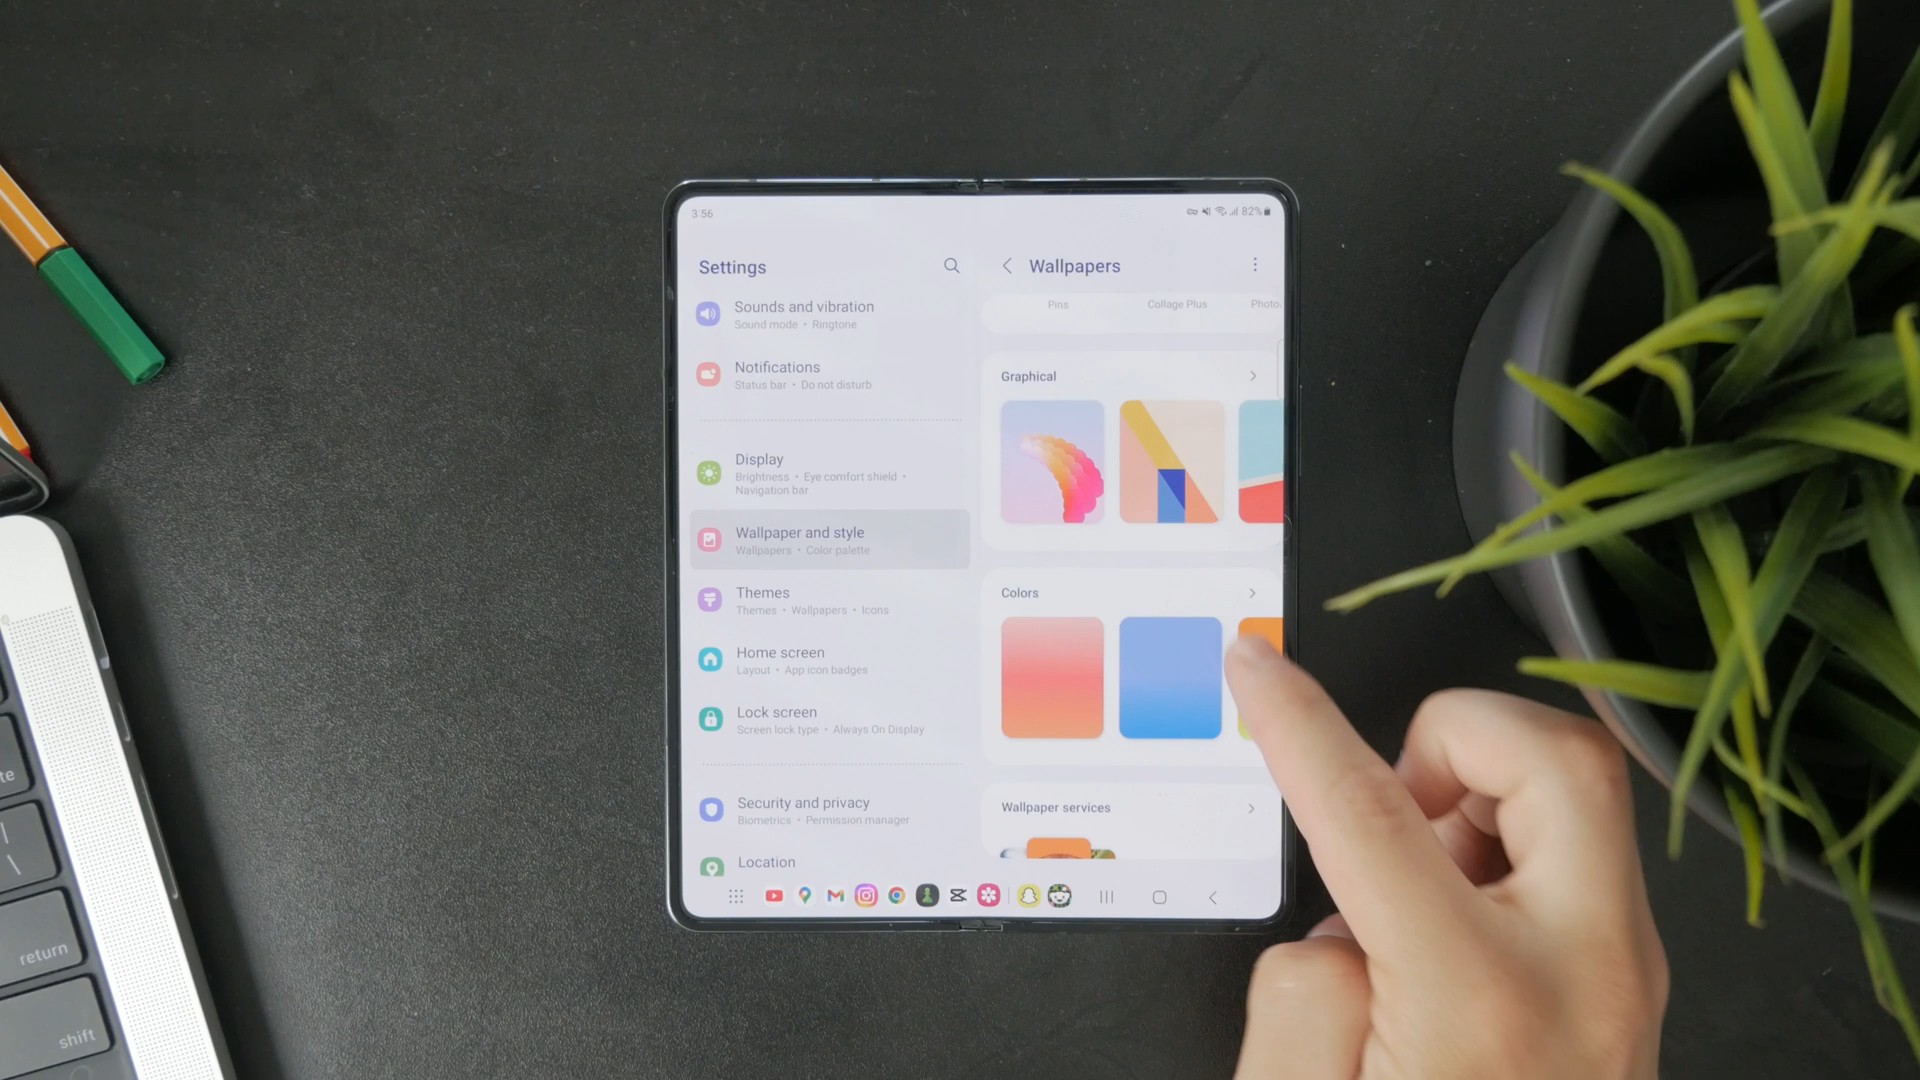 3:56
82%
Settings
Sounds and vibration
Sound mode • Ringtone
Notifications
Status bar • Do not disturb
Display
Brightness • Eye comfort shield •
Navigation bar
Wallpaper and style
Wallpapers • Color palette
Themes
Themes • Wallpapers • Icons
Home screen
Layout • App icon badges
Lock screen
Screen lock type • Always On Display
Security and privacy
Biometrics • Permission manager
Location
Wallpapers
Pins
Collage Plus
Photo
Graphical
Colors
Wallpaper services
te
|
\
return
shift